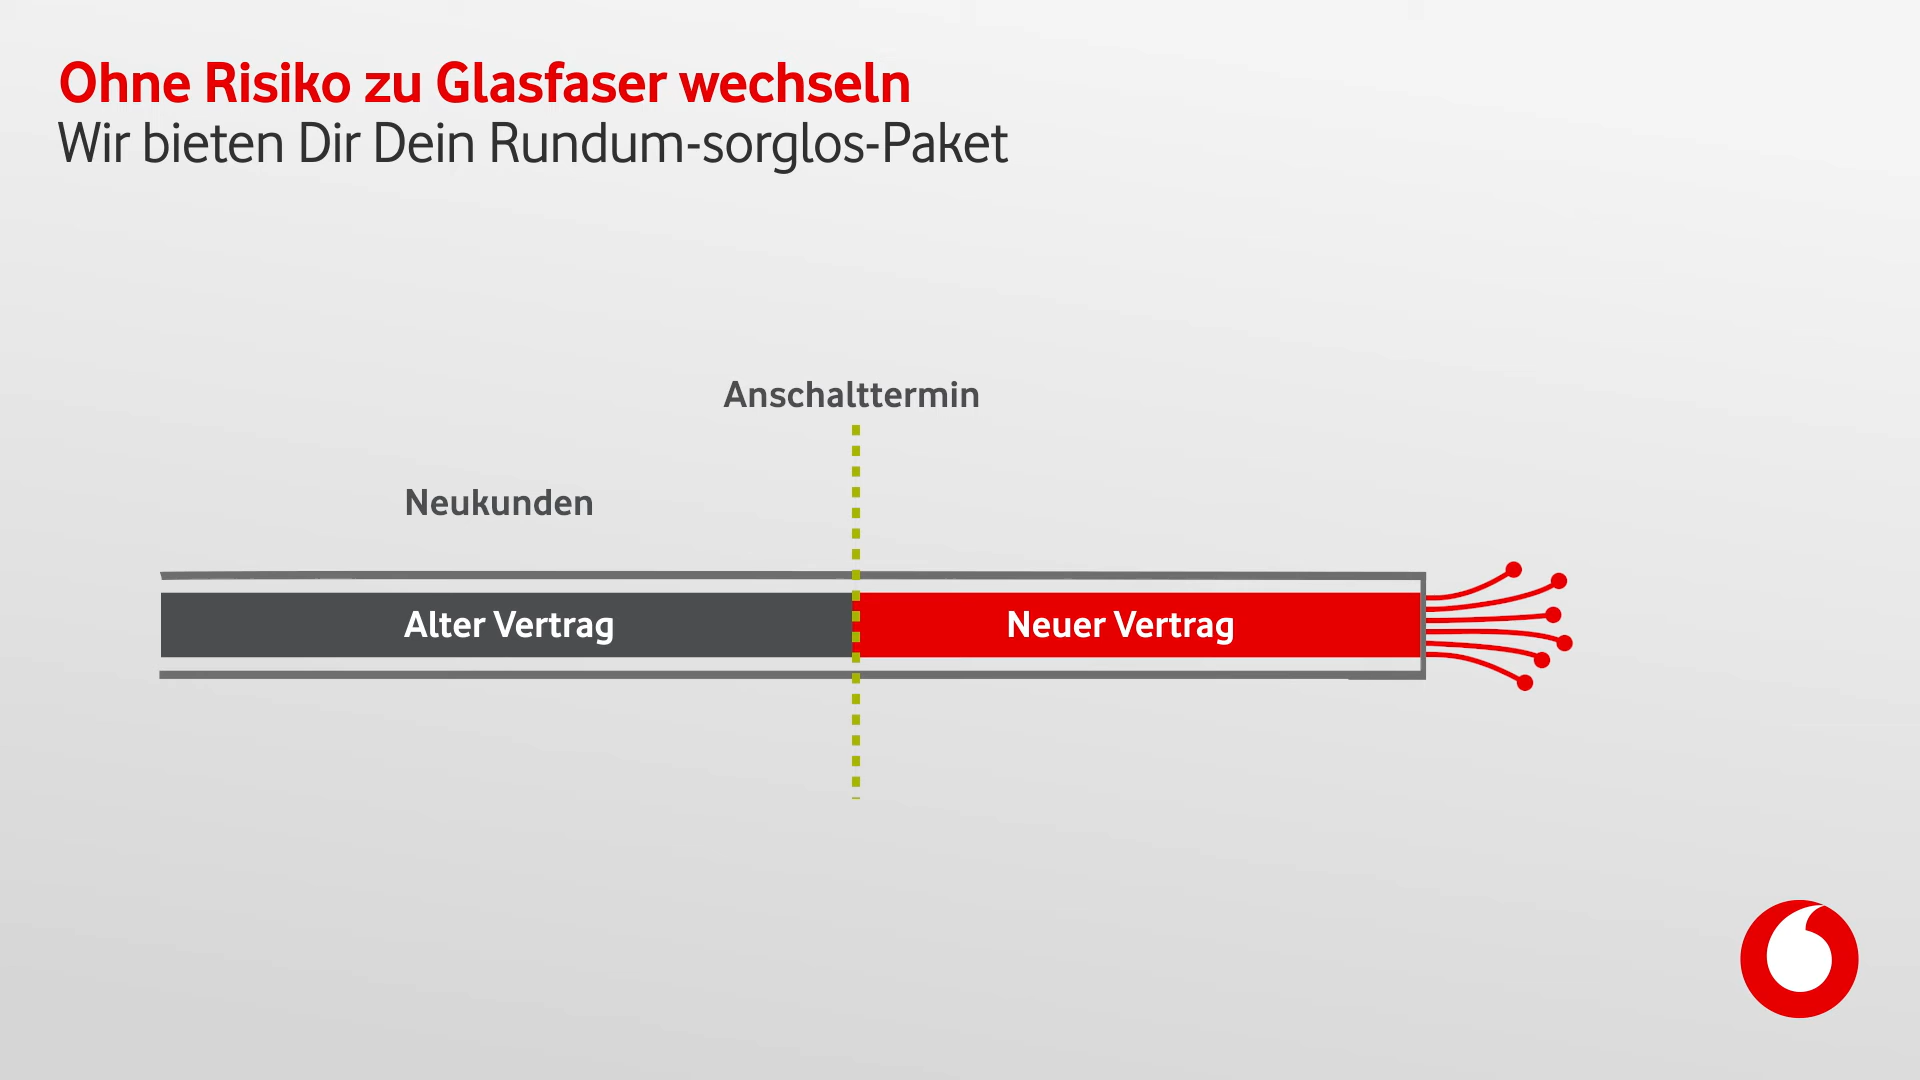 Ohne Risiko zu Glasfaser wechseln
Wir bieten Dir Dein Rundum-sorglos-Paket
Anschalttermin
Neukunden
Alter Vertrag
Neuer Vertrag